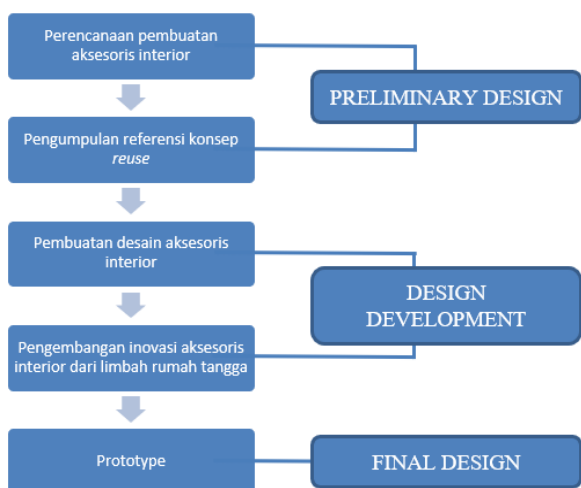 Perencanaan pembuatan
aksesoris interior
PRELIMINARY DESIGN
Pengumpulan referensi konsep
reuse
Pembuatan desain aksesoris
interior
DESIGN
DEVELOPMENT
Pengembangan inovasi aksesoris
interior dari limbah rumah tangga
Prototype
FINAL DESIGN